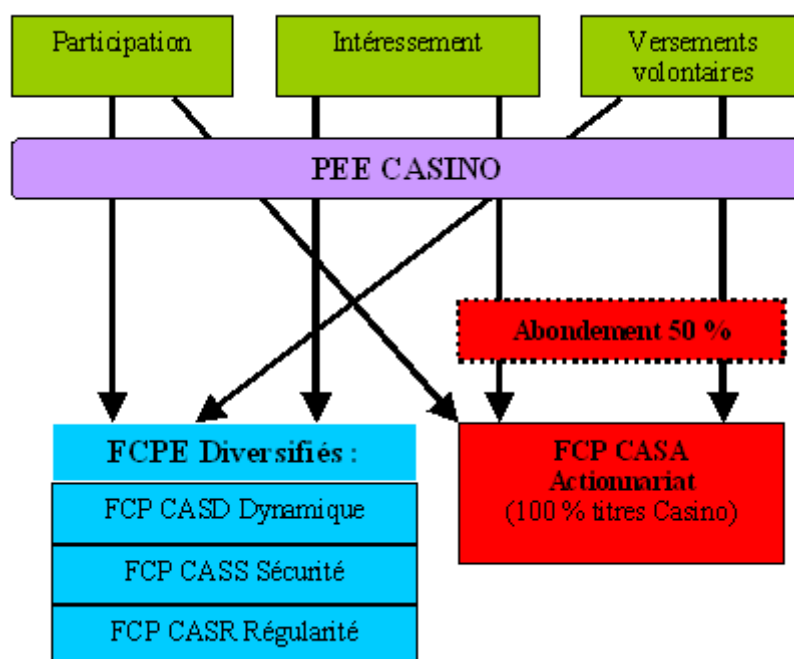 Participation
Intéressement
Versements
volontaires
PEE CASINO
Abondement 50 %
FCPE Diversifiés :
FCP CASD Dynamique
FCP CASS Sécurité
FCP CASR Régularité
FCP CASA
Actionnariat
(100 % titres Casino)